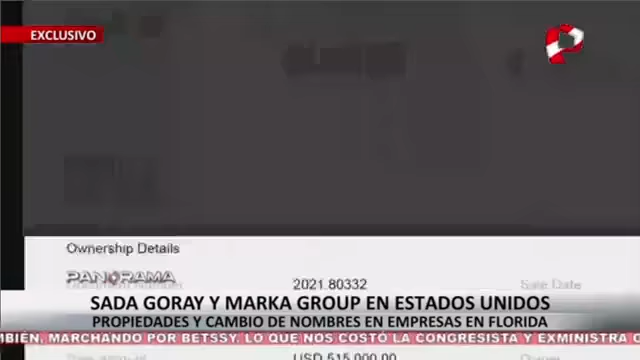 EXCLUSIVO
Ownership Details
PANORAMA
2021.80332
Sale Date
SADA GORAY Y MARKA GROUP EN ESTADOS UNIDOS
PROPIEDADES Y CAMBIO DE NOMBRES EN EMPRESAS EN FLORIDA
MBIÉN, MARCHANDO POR BETSSY. LO QUE NOS COSTÓ LA CONGRESISTA Y EXMINISTRA
USD 515,000.00